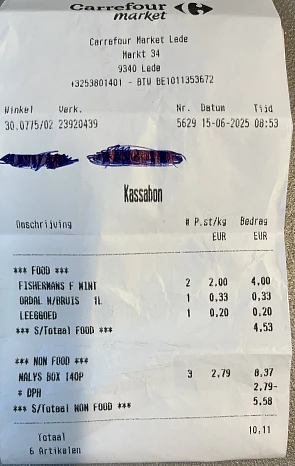 Carrefour
market
Carrefour Market Lede
Markt 34
9340 Lede
+3253801401 - BTW BE1011353672
Winkel Verk. Nr. Datum Tijd
30.0775/02 23920439 5629 15-06-2025 08:53
Kassabon
Omschrijving # P.st/kg Bedrag
EUR EUR
*** FOOD ***
FISHERMANS F MINT 2 2,00 4,00
ORDAL N/BRUIS 1L 1 0,33 0,33
LEEGGOED 1 0,20 0,20
*** S/Totaal FOOD *** 4,53
*** NON FOOD ***
NALYS BOX 140P 3 2,79 8,37
* DPH 2,79-
*** S/Totaal NON FOOD *** 5,58
Totaal 10,11
6 Artikelen